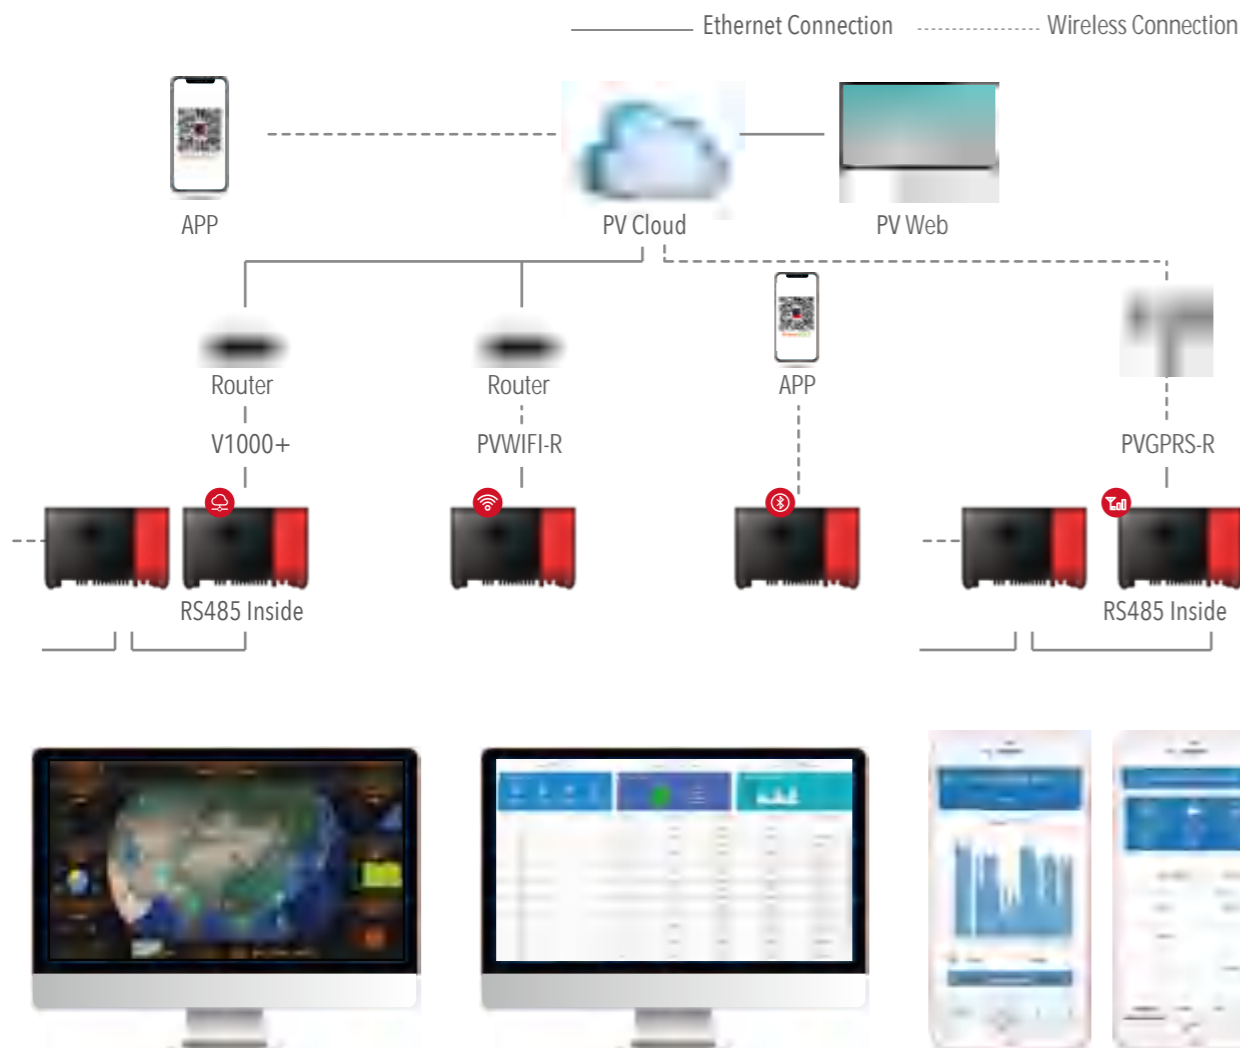 Ethernet Connection
Wireless Connection
APP
PV Cloud
PV Web
Router
Router
APP
V1000+
PVWIFI-R
PVGPRS-R
RS485 Inside
RS485 Inside